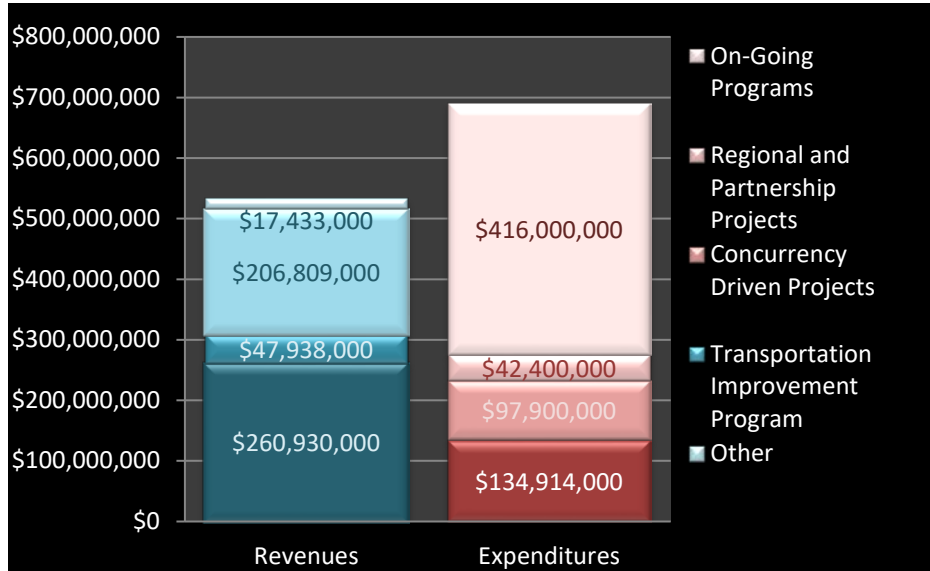 $800,000,000
$700,000,000
$600,000,000
$500,000,000
$400,000,000
$300,000,000
$200,000,000
$100,000,000
$0
$17,433,000
$206,809,000
$47,938,000
$260,930,000
$416,000,000
$42,400,000
$97,900,000
$134,914,000
Revenues
Expenditures
On-Going
Programs
Regional and
Partnership
Projects
Concurrency
Driven Projects
Transportation
Improvement
Program
Other